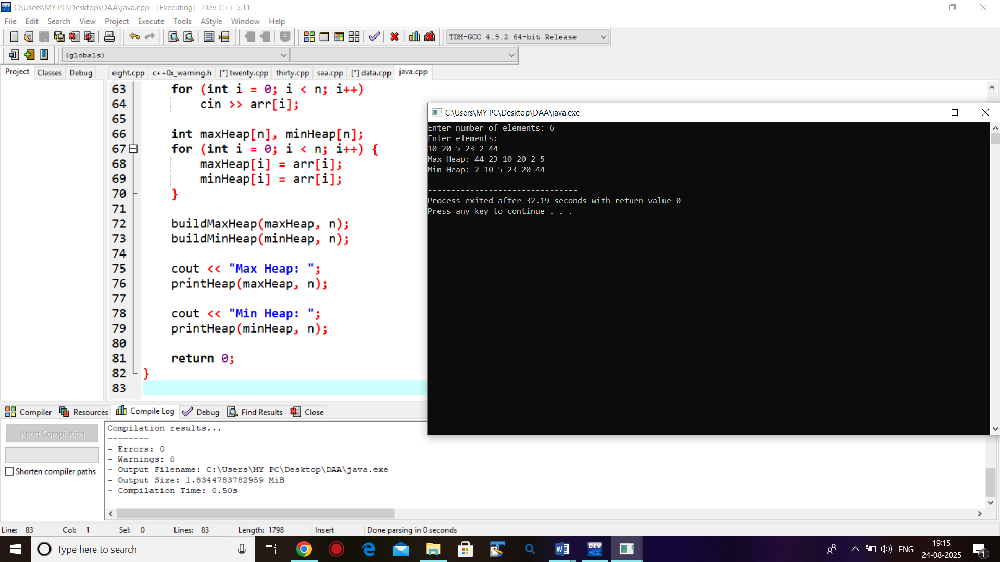 C:\Users\MY PC\Desktop\DAA\java.cpp - [Executing] - Dev-C++ 5.11
File Edit Search View Project Execute Tools AStyle Window Help
TDM-GCC 4.9.2 64-bit Release
(globals)
Project Classes Debug
eight.cpp c++0x_warning.h [*] twenty.cpp thirty.cpp saa.cpp [*] data.cpp java.cpp
63 for (int i = 0; i < n; i++)
64 cin >> arr[i];
65
66 int maxHeap[n], minHeap[n];
67 for (int i = 0; i < n; i++) {
68 maxHeap[i] = arr[i];
69 minHeap[i] = arr[i];
70 }
71
72 buildMaxHeap(maxHeap, n);
73 buildMinHeap(minHeap, n);
74
75 cout << "Max Heap: ";
76 printHeap(maxHeap, n);
77
78 cout << "Min Heap: ";
79 printHeap(minHeap, n);
80
81 return 0;
82 }
83
C:\Users\MY PC\Desktop\DAA\java.exe
Enter number of elements: 6
Enter elements:
10 20 5 23 2 44
Max Heap: 44 23 10 20 2 5
Min Heap: 2 10 5 23 20 44
--------------------------------
Process exited after 32.19 seconds with return value 0
Press any key to continue . . .
Compiler Resources Compile Log Debug Find Results Close
Abort Compilation
Shorten compiler paths
Compilation results...
--------
- Errors: 0
- Warnings: 0
- Output Filename: C:\Users\MY PC\Desktop\DAA\java.exe
- Output Size: 1.8344783782959 MiB
- Compilation Time: 0.50s
Line: 83 Col: 1 Sel: 0 Lines: 83 Length: 1798 Insert Done parsing in 0 seconds
Type here to search
DEV C++
ENG
19:15
24-08-2025
1